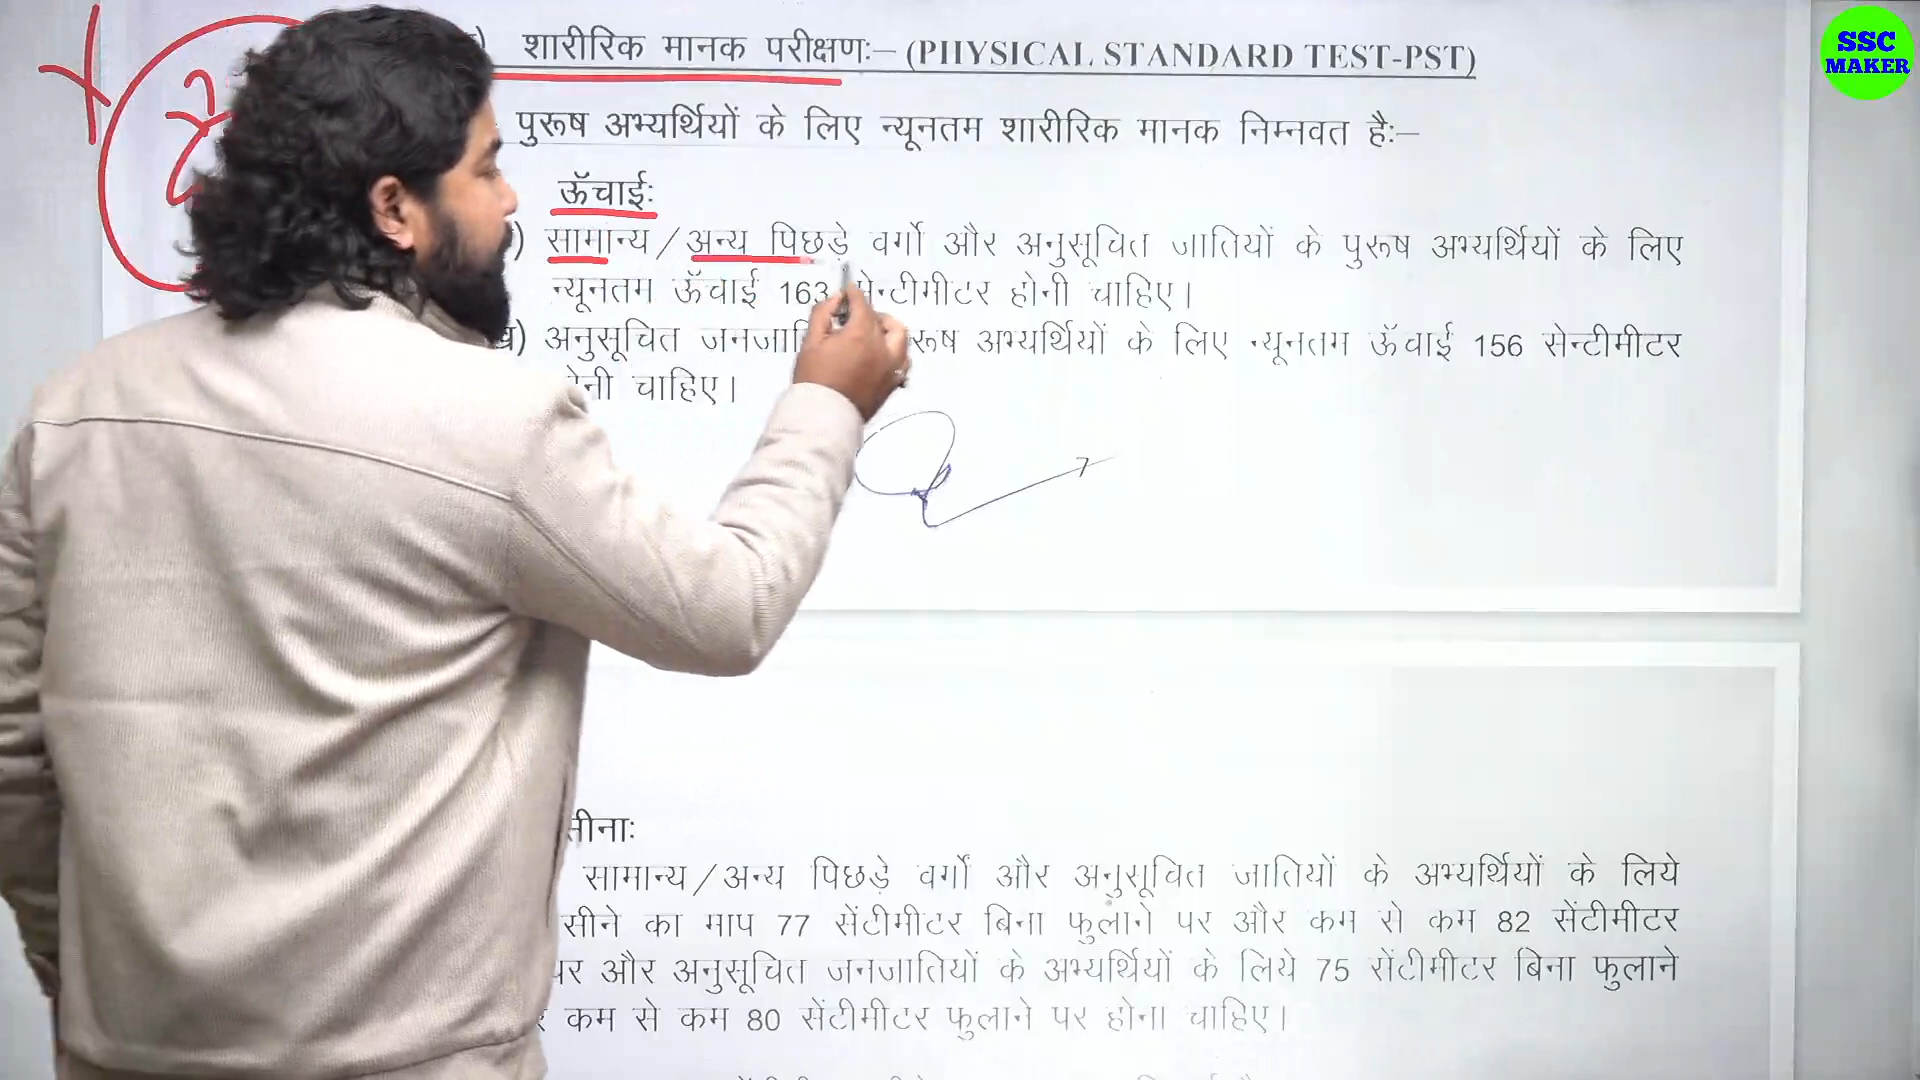 SSC
MAKER
शारीरिक मानक परीक्षणः– (PHYSICAL STANDARD TEST-PST)
पुरूष अभ्यर्थियों के लिए न्यूनतम शारीरिक मानक निम्नवत हैः–
ऊँचाईः
) सामान्य/अन्य पिछड़े वर्गो और अनुसूचित जातियों के पुरूष अभ्यर्थियों के लिए
न्यूनतम ऊँचाई 163 सेन्टीमीटर होनी चाहिए।
ख) अनुसूचित अभ्यर्थियों के लिए न्यूनतम ऊँचाई 156 सेन्टीमीटर
चाहिए।
सामान्य/अन्य पिछड़े वर्गों और अनुसूचित जातियों के अभ्यर्थियों के लिये
सीने का माप 77 सेंटीमीटर बिना फुलाने पर और कम से कम 82 सेंटीमीटर
पर और अनुसूचित जनजातियों के अभ्यर्थियों के लिये 75 सेंटीमीटर बिना फुलाने
कम से कम 80 सेंटीमीटर फुलाने पर होना चाहिए।